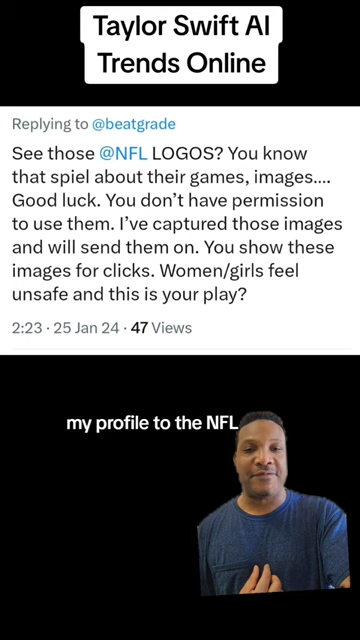 Taylor Swift AI
Trends Online
Replying to @beatgrade
See those @NFL LOGOS? You know
that spiel about their games, images....
Good luck. You don’t have permission
to use them. I’ve captured those images
and will send them on. You show these
images for clicks. Women/girls feel
unsafe and this is your play?
2:23 · 25 Jan 24 · 47 Views
my profile to the NFL